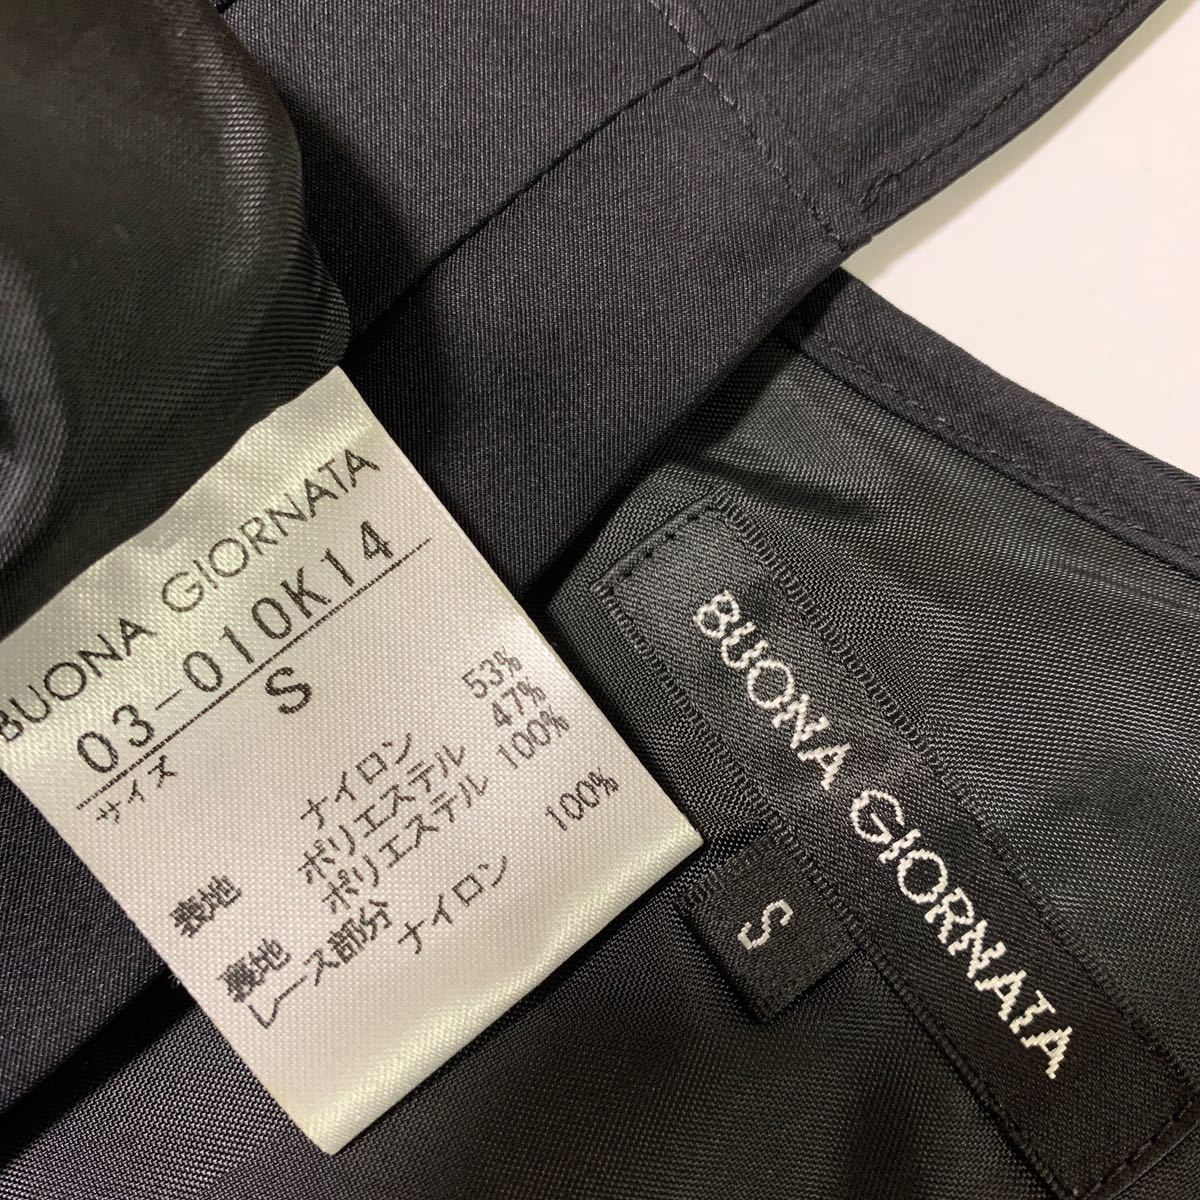 BUONA GIORNATA
03-010K14
サイズ S
表地 ナイロン 53%
ポリエステル 47%
裏地 ポリエステル 100%
レース部分
ナイロン 100%
BUONA GIORNATA
S